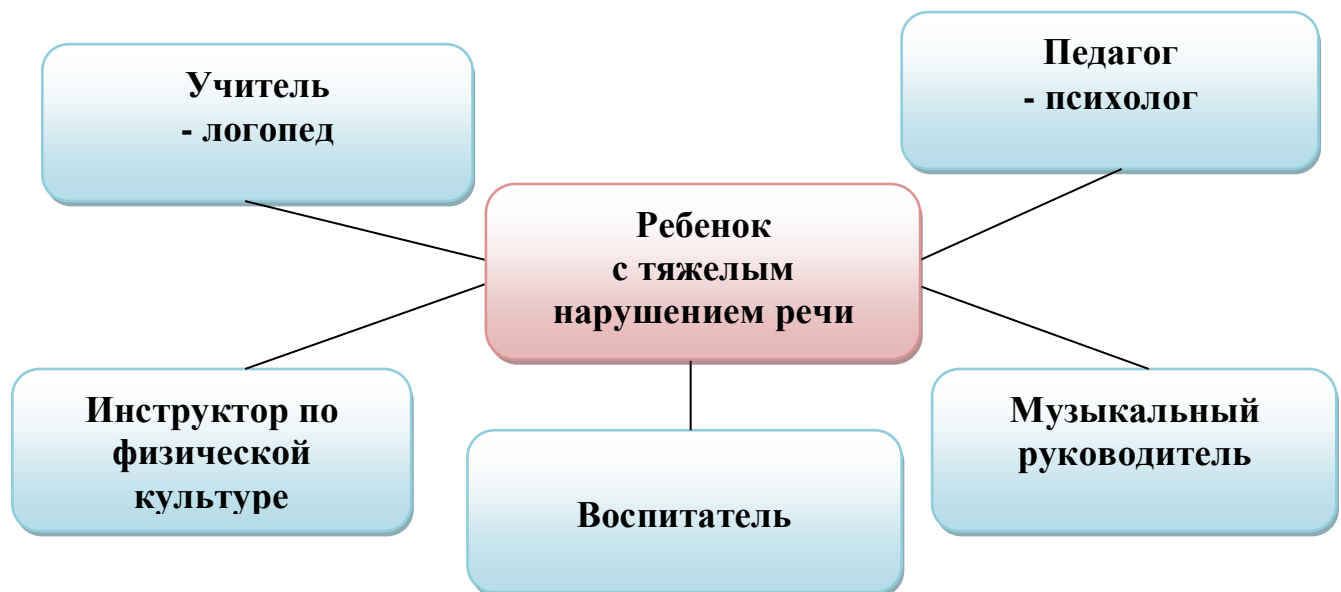 Учитель
- логопед
Педагог
- психолог
Ребенок
с тяжелым
нарушением речи
Инструктор по
физической
культуре
Воспитатель
Музыкальный
руководитель